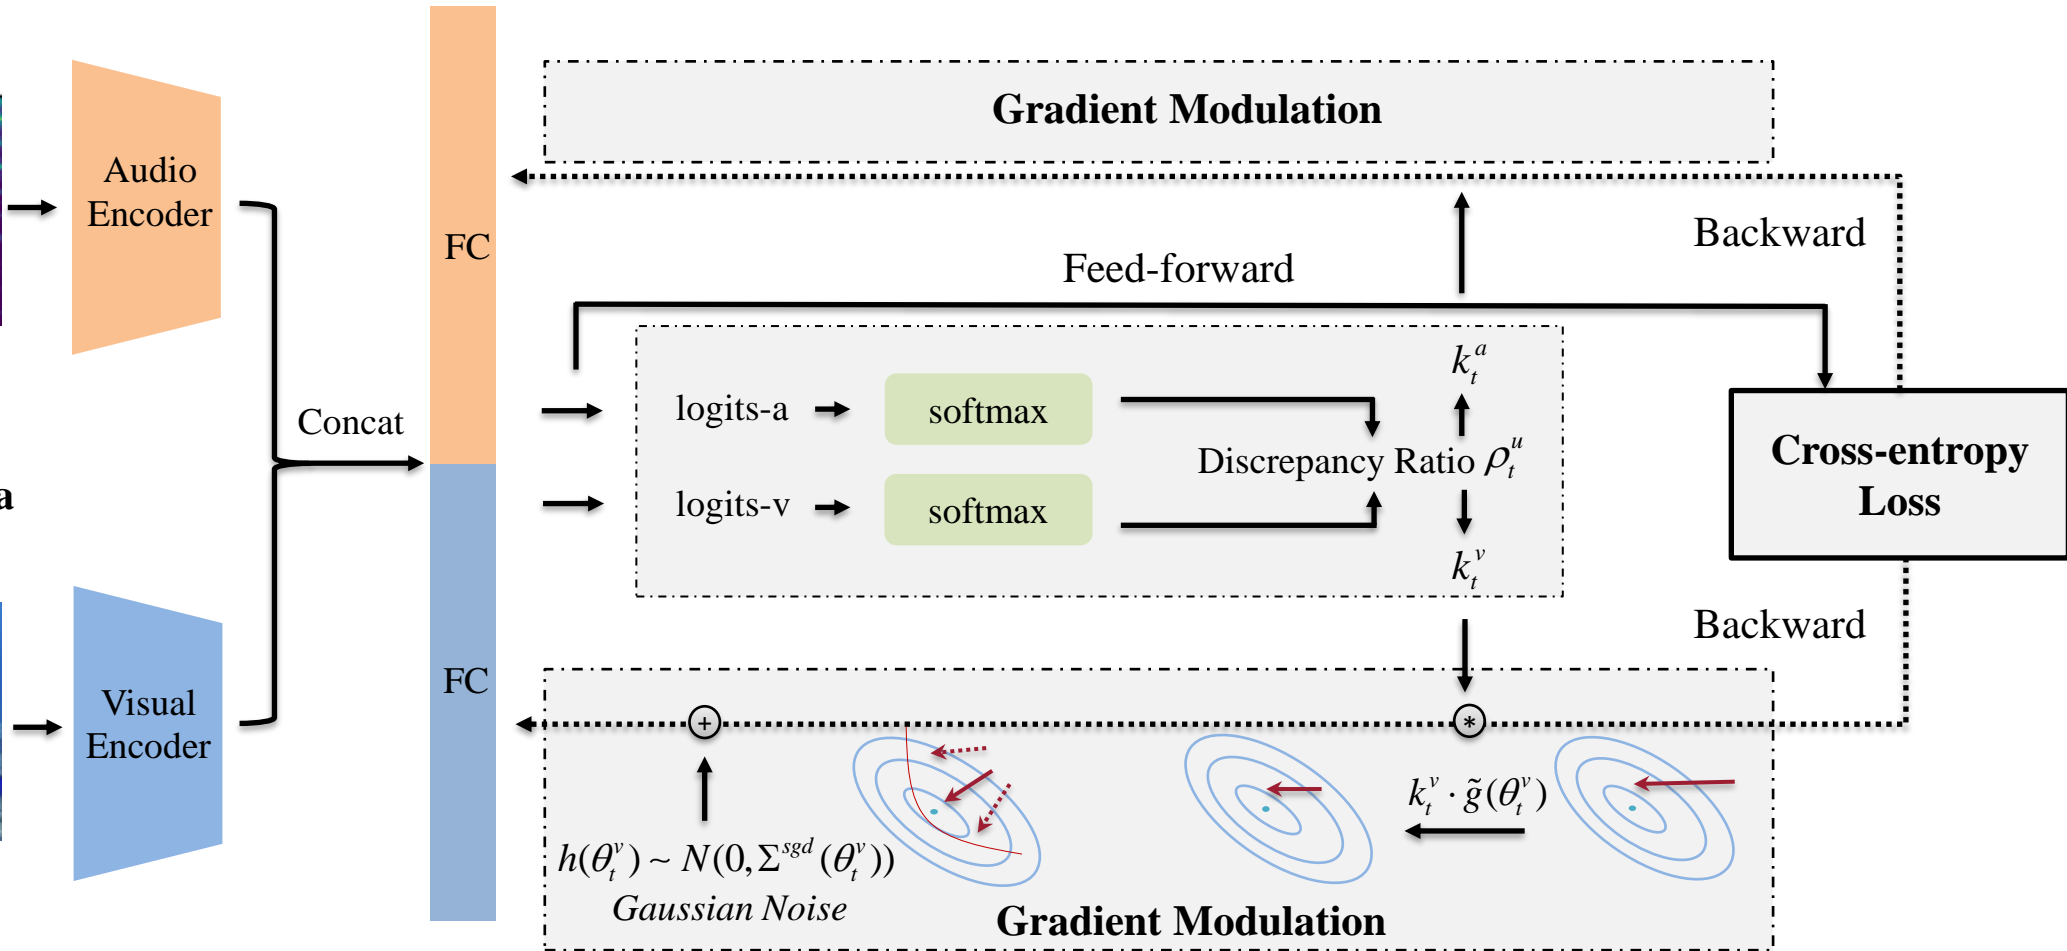 Gradient Modulation
Audio
Encoder
FC
Backward
Feed-forward
k_t^a
logits-a
softmax
Concat
Discrepancy Ratio ρ_t^u
Cross-entropy
Loss
a
logits-v
softmax
k_t^v
Backward
Visual
Encoder
FC
+
*
k_t^v · g̃(θ_t^v)
h(θ_t^v) ~ N(0, Σ^{sgd}(θ_t^v))
Gaussian Noise
Gradient Modulation